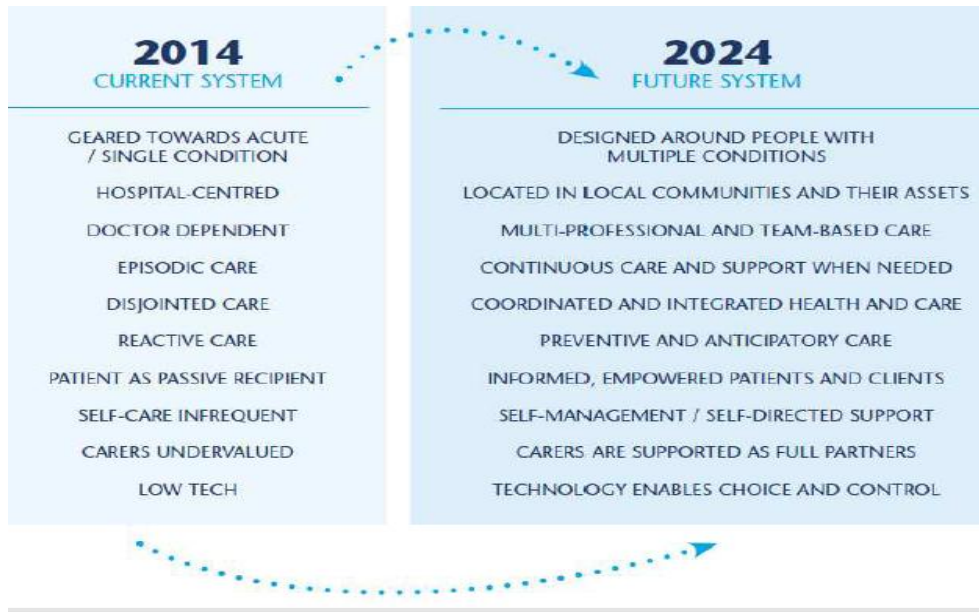 2014
CURRENT SYSTEM
GEARED TOWARDS ACUTE
/ SINGLE CONDITION
HOSPITAL-CENTRED
DOCTOR DEPENDENT
EPISODIC CARE
DISJOINTED CARE
REACTIVE CARE
PATIENT AS PASSIVE RECIPIENT
SELF-CARE INFREQUENT
CARERS UNDERVALUED
LOW TECH
2024
FUTURE SYSTEM
DESIGNED AROUND PEOPLE WITH
MULTIPLE CONDITIONS
LOCATED IN LOCAL COMMUNITIES AND THEIR ASSETS
MULTI-PROFESSIONAL AND TEAM-BASED CARE
CONTINUOUS CARE AND SUPPORT WHEN NEEDED
COORDINATED AND INTEGRATED HEALTH AND CARE
PREVENTIVE AND ANTICIPATORY CARE
INFORMED, EMPOWERED PATIENTS AND CLIENTS
SELF-MANAGEMENT / SELF-DIRECTED SUPPORT
CARERS ARE SUPPORTED AS FULL PARTNERS
TECHNOLOGY ENABLES CHOICE AND CONTROL